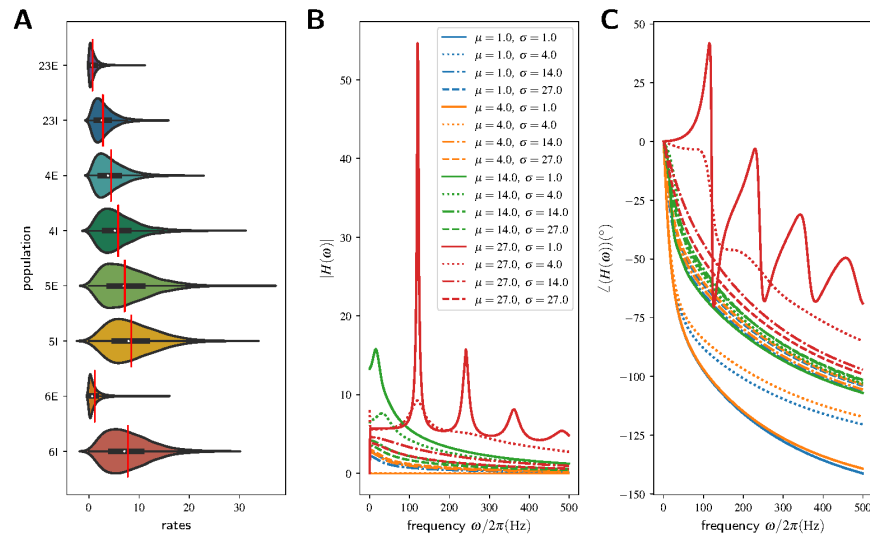 A
23E
23I
4E
4I
5E
5I
6E
6I
population
0
10
20
30
rates
B
50
40
30
20
10
0
|H(ω)|
0
100
200
300
400
500
frequency ω/2π(Hz)
μ = 1.0, σ = 1.0
μ = 1.0, σ = 4.0
μ = 1.0, σ = 14.0
μ = 1.0, σ = 27.0
μ = 4.0, σ = 1.0
μ = 4.0, σ = 4.0
μ = 4.0, σ = 14.0
μ = 4.0, σ = 27.0
μ = 14.0, σ = 1.0
μ = 14.0, σ = 4.0
μ = 14.0, σ = 14.0
μ = 14.0, σ = 27.0
μ = 27.0, σ = 1.0
μ = 27.0, σ = 4.0
μ = 27.0, σ = 14.0
μ = 27.0, σ = 27.0
C
50
25
0
−25
−50
−75
−100
−125
−150
∠(H(ω))(°)
0
100
200
300
400
500
frequency ω/2π(Hz)